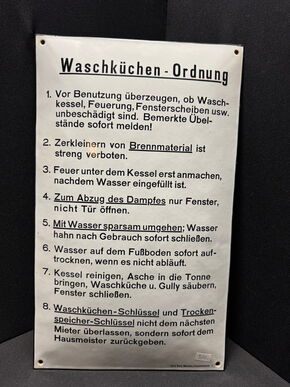 Waschküchen-Ordnung
1. Vor Benutzung überzeugen, ob Wasch-
kessel, Feuerung, Fensterscheiben usw.
unbeschädigt sind. Bemerkte Übel-
stände sofort melden!
2. Zerkleinern von Brennmaterial ist
streng verboten.
3. Feuer unter dem Kessel erst anmachen,
nachdem Wasser eingefüllt ist.
4. Zum Abzug des Dampfes nur Fenster,
nicht Tür öffnen.
5. Mit Wasser sparsam umgehen; Wasser
hahn nach Gebrauch sofort schließen.
6. Wasser auf dem Fußboden sofort auf-
trocknen, wenn es nicht abläuft.
7. Kessel reinigen, Asche in die Tonne
bringen, Waschküche u. Gully säubern,
Fenster schließen.
8. Waschküchen-Schlüssel und Trocken-
speicher-Schlüssel nicht dem nächsten
Mieter überlassen, sondern sofort dem
Hausmeister zurückgeben.